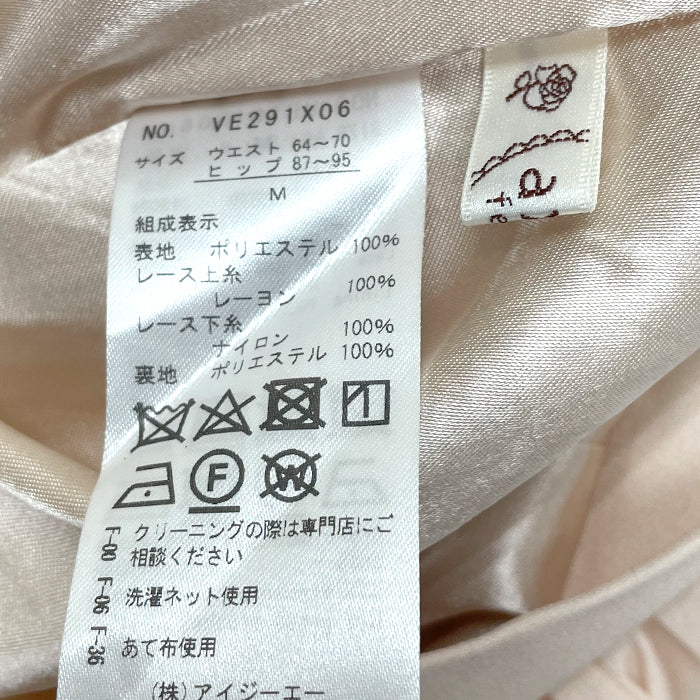 NO. VE291X06
サイズ ウエスト 64～70
ヒップ 87～95
M
組成表示
表地 ポリエステル 100%
レース上糸
レーヨン 100%
レース下糸
ナイロン 100%
裏地 ポリエステル 100%
F
W
F-00 クリーニングの際は専門店にご
相談ください
F-06 洗濯ネット使用
F-36 あて布使用
(株)アイジーエー